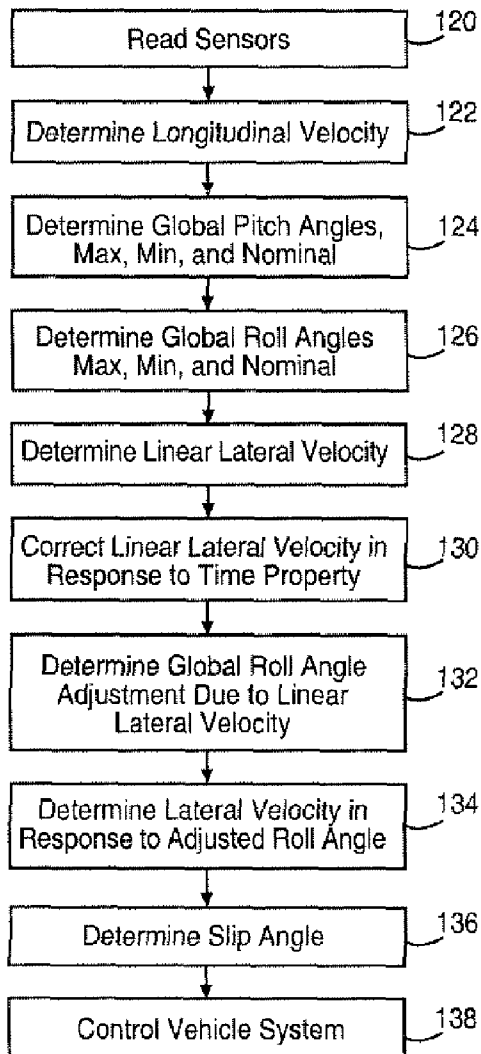 Read Sensors
120
Determine Longitudinal Velocity
122
Determine Global Pitch Angles,
Max, Min, and Nominal
124
Determine Global Roll Angles
Max, Min, and Nominal
126
Determine Linear Lateral Velocity
128
Correct Linear Lateral Velocity in
Response to Time Property
130
Determine Global Roll Angle
Adjustment Due to Linear
Lateral Velocity
132
Determine Lateral Velocity in
Response to Adjusted Roll Angle
134
Determine Slip Angle
136
Control Vehicle System
138